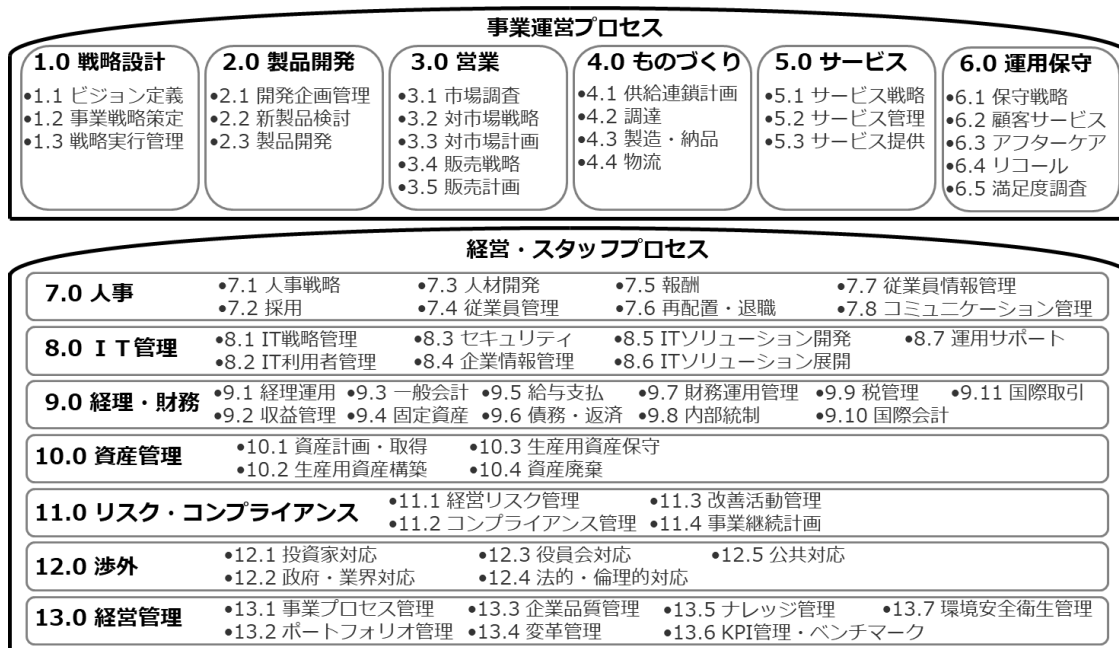 事業運営プロセス
1.0 戦略設計
•1.1 ビジョン定義
•1.2 事業戦略策定
•1.3 戦略実行管理
2.0 製品開発
•2.1 開発企画管理
•2.2 新製品検討
•2.3 製品開発
3.0 営業
•3.1 市場調査
•3.2 対市場戦略
•3.3 対市場計画
•3.4 販売戦略
•3.5 販売計画
4.0 ものづくり
•4.1 供給連鎖計画
•4.2 調達
•4.3 製造・納品
•4.4 物流
5.0 サービス
•5.1 サービス戦略
•5.2 サービス管理
•5.3 サービス提供
6.0 運用保守
•6.1 保守戦略
•6.2 顧客サービス
•6.3 アフターケア
•6.4 リコール
•6.5 満足度調査
経営・スタッフプロセス
7.0 人事
•7.1 人事戦略
•7.2 採用
•7.3 人材開発
•7.4 従業員管理
•7.5 報酬
•7.6 再配置・退職
•7.7 従業員情報管理
•7.8 コミュニケーション管理
8.0 ＩＴ管理
•8.1 IT戦略管理
•8.2 IT利用者管理
•8.3 セキュリティ
•8.4 企業情報管理
•8.5 ITソリューション開発
•8.6 ITソリューション展開
•8.7 運用サポート
9.0 経理・財務
•9.1 経理運用
•9.2 収益管理
•9.3 一般会計
•9.4 固定資産
•9.5 給与支払
•9.6 債務・返済
•9.7 財務運用管理
•9.8 内部統制
•9.9 税管理
•9.10 国際会計
•9.11 国際取引
10.0 資産管理
•10.1 資産計画・取得
•10.2 生産用資産構築
•10.3 生産用資産保守
•10.4 資産廃棄
11.0 リスク・コンプライアンス
•11.1 経営リスク管理
•11.2 コンプライアンス管理
•11.3 改善活動管理
•11.4 事業継続計画
12.0 渉外
•12.1 投資家対応
•12.2 政府・業界対応
•12.3 役員会対応
•12.4 法的・倫理的対応
•12.5 公共対応
13.0 経営管理
•13.1 事業プロセス管理
•13.2 ポートフォリオ管理
•13.3 企業品質管理
•13.4 変革管理
•13.5 ナレッジ管理
•13.6 KPI管理・ベンチマーク
•13.7 環境安全衛生管理